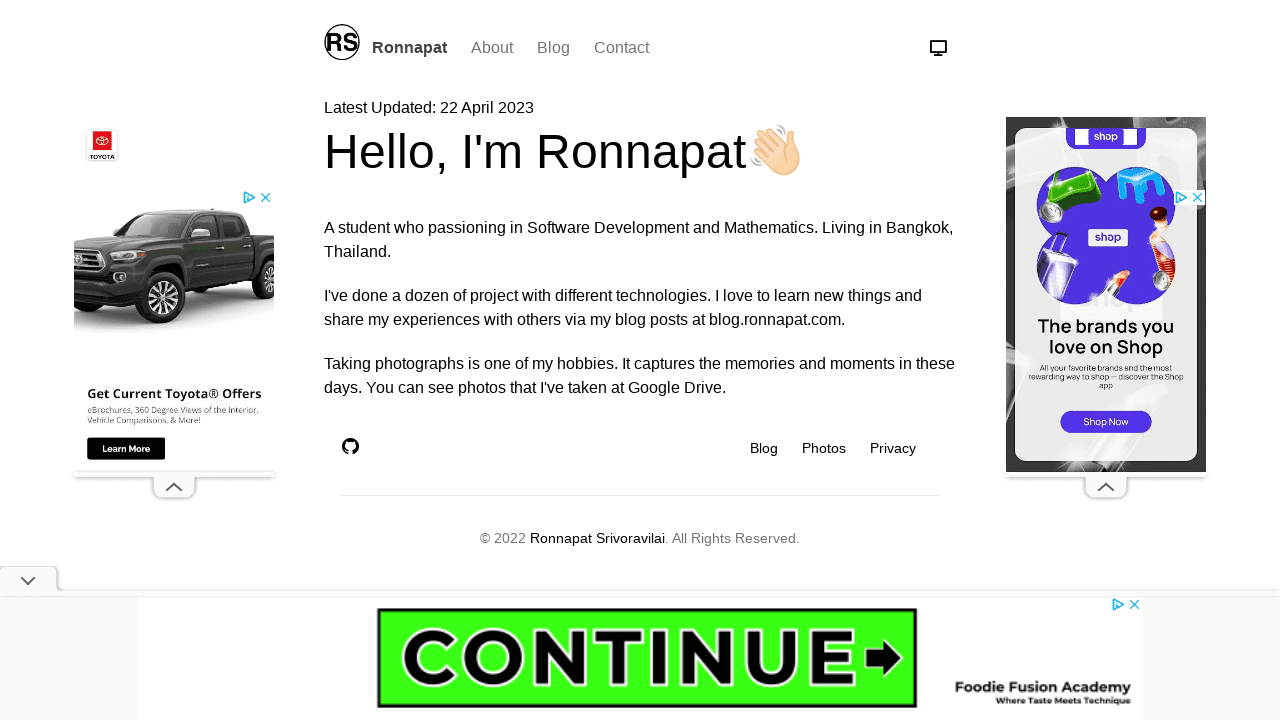 RS Ronnapat About Blog Contact
Latest Updated: 22 April 2023
Hello, I'm Ronnapat👋🏻
A student who passioning in Software Development and Mathematics. Living in Bangkok,
Thailand.
I've done a dozen of project with different technologies. I love to learn new things and
share my experiences with others via my blog posts at blog.ronnapat.com.
Taking photographs is one of my hobbies. It captures the memories and moments in these
days. You can see photos that I've taken at Google Drive.
Blog Photos Privacy
© 2022 Ronnapat Srivoravilai. All Rights Reserved.
TOYOTA
Get Current Toyota® Offers
eBrochures, 360 Degree Views of the Interior,
Vehicle Comparisons, & More!
Learn More
shop
shop
The brands you
love on Shop
All your favorite brands and the most
rewarding way to shop — discover the Shop
app
Shop Now
CONTINUE
Foodie Fusion Academy
Where Taste Meets Technique